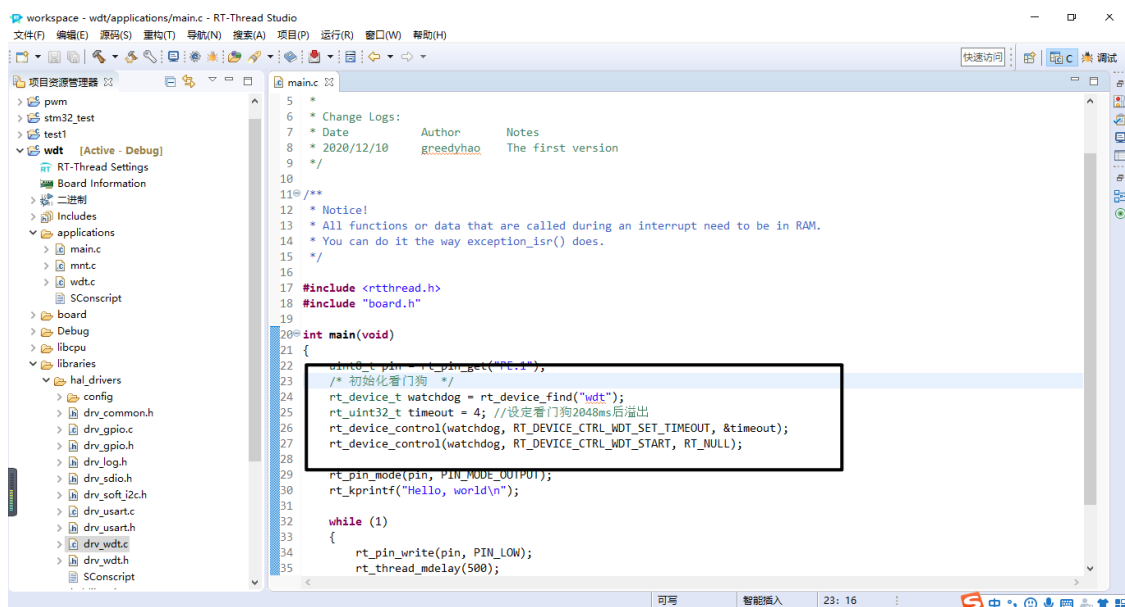 workspace - wdt/applications/main.c - RT-Thread Studio
文件(F) 编辑(E) 源码(S) 重构(T) 导航(N) 搜索(A) 项目(P) 运行(R) 窗口(W) 帮助(H)
快速访问 C 调试
项目资源管理器
pwm
stm32_test
test1
wdt [Active - Debug]
RT-Thread Settings
Board Information
二进制
Includes
applications
main.c
mnt.c
wdt.c
SConscript
board
Debug
libcpu
libraries
hal_drivers
config
drv_common.h
drv_gpio.c
drv_gpio.h
drv_log.h
drv_sdio.h
drv_soft_i2c.h
drv_usart.c
drv_usart.h
drv_wdt.c
drv_wdt.h
SConscript
main.c
5 *
6 * Change Logs:
7 * Date Author Notes
8 * 2020/12/10 greedyhao The first version
9 */
10
11 /**
12 * Notice!
13 * All functions or data that are called during an interrupt need to be in RAM.
14 * You can do it the way exception_isr() does.
15 */
16
17 #include <rtthread.h>
18 #include "board.h"
19
20 int main(void)
21 {
22 uint8_t pin = rt_pin_get("PE.1");
23 /* 初始化看门狗 */
24 rt_device_t watchdog = rt_device_find("wdt");
25 rt_uint32_t timeout = 4; //设定看门狗2048ms后溢出
26 rt_device_control(watchdog, RT_DEVICE_CTRL_WDT_SET_TIMEOUT, &timeout);
27 rt_device_control(watchdog, RT_DEVICE_CTRL_WDT_START, RT_NULL);
28
29 rt_pin_mode(pin, PIN_MODE_OUTPUT);
30 rt_kprintf("Hello, world\n");
31
32 while (1)
33 {
34 rt_pin_write(pin, PIN_LOW);
35 rt_thread_mdelay(500);
可写 智能插入 23: 16
中